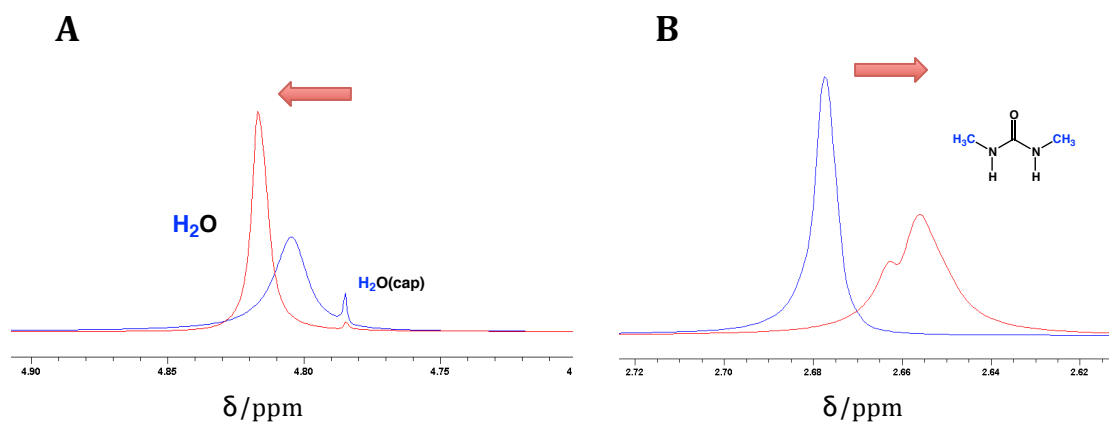 A
H₂O
H₂O(cap)
4.90 4.85 4.80 4.75 4
δ/ppm
B
O
H₃C N N CH₃
H H
2.72 2.70 2.68 2.66 2.64 2.62
δ/ppm